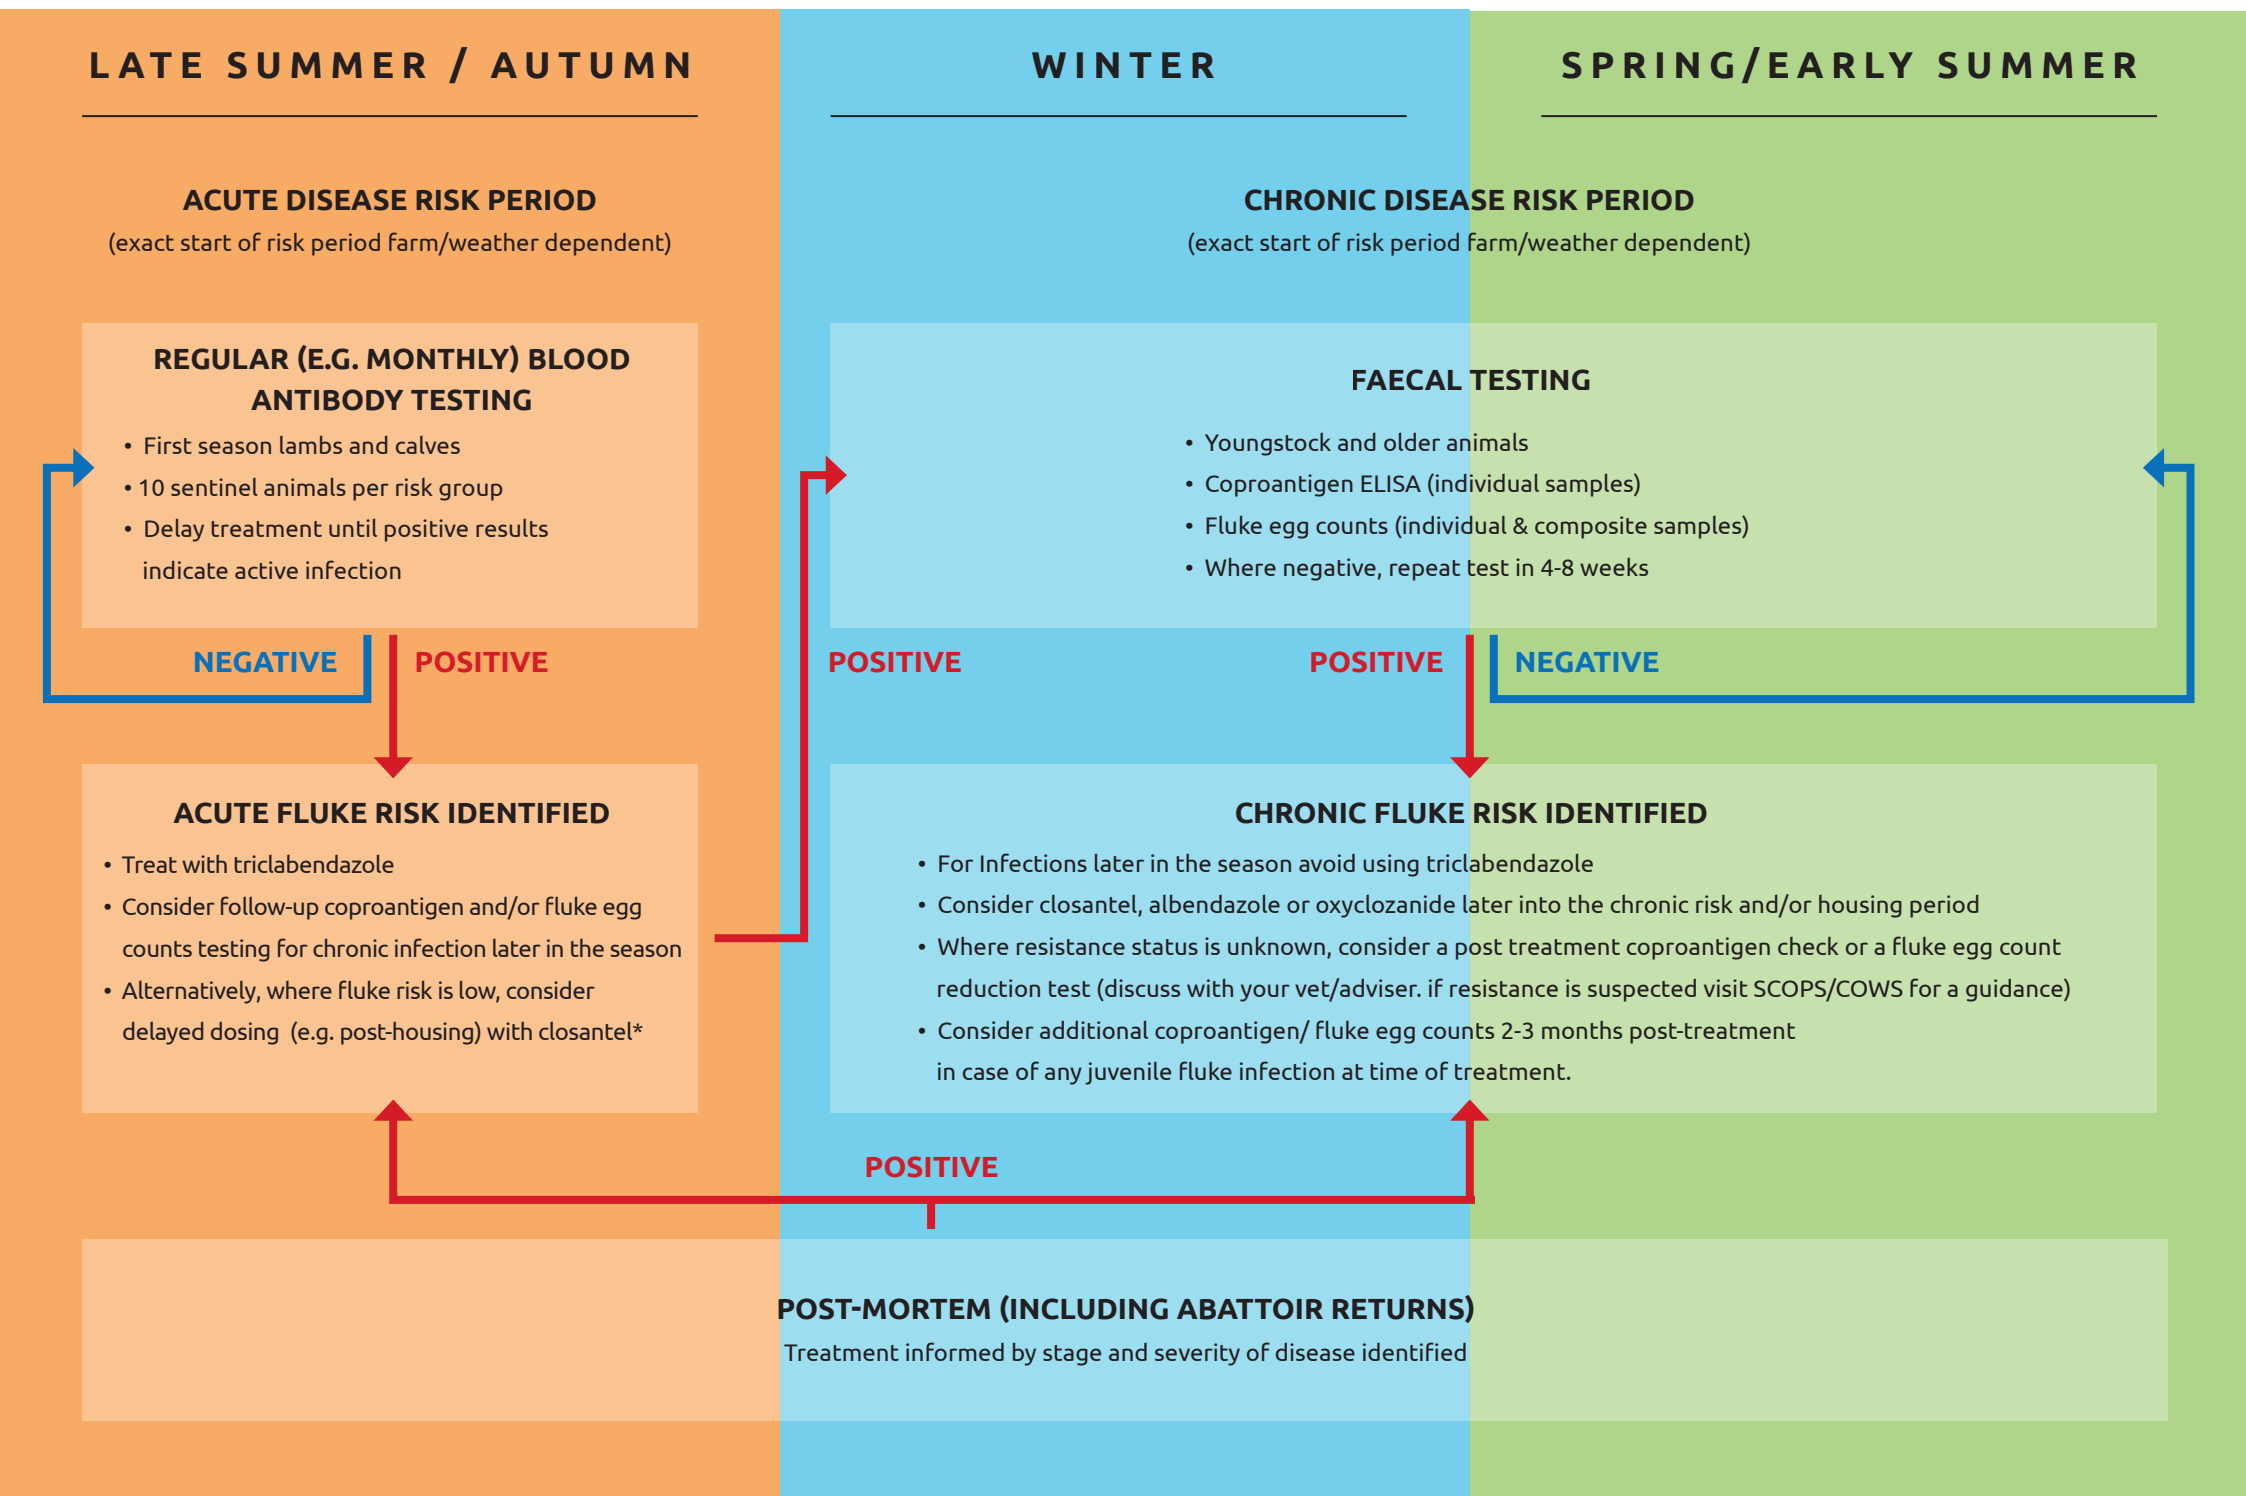 LATE SUMMER / AUTUMN
ACUTE DISEASE RISK PERIOD
(exact start of risk period farm/weather dependent)
REGULAR (E.G. MONTHLY) BLOOD
ANTIBODY TESTING
• First season lambs and calves
• 10 sentinel animals per risk group
• Delay treatment until positive results
indicate active infection
NEGATIVE
POSITIVE
ACUTE FLUKE RISK IDENTIFIED
• Treat with triclabendazole
• Consider follow-up coproantigen and/or fluke egg
counts testing for chronic infection later in the season
• Alternatively, where fluke risk is low, consider
delayed dosing (e.g. post-housing) with closantel*
WINTER
SPRING/EARLY SUMMER
CHRONIC DISEASE RISK PERIOD
(exact start of risk period farm/weather dependent)
FAECAL TESTING
• Youngstock and older animals
• Coproantigen ELISA (individual samples)
• Fluke egg counts (individual & composite samples)
• Where negative, repeat test in 4-8 weeks
POSITIVE
POSITIVE
NEGATIVE
CHRONIC FLUKE RISK IDENTIFIED
• For Infections later in the season avoid using triclabendazole
• Consider closantel, albendazole or oxyclozanide later into the chronic risk and/or housing period
• Where resistance status is unknown, consider a post treatment coproantigen check or a fluke egg count
reduction test (discuss with your vet/adviser. if resistance is suspected visit SCOPS/COWS for a guidance)
• Consider additional coproantigen/ fluke egg counts 2-3 months post-treatment
in case of any juvenile fluke infection at time of treatment.
POSITIVE
POST-MORTEM (INCLUDING ABATTOIR RETURNS)
Treatment informed by stage and severity of disease identified